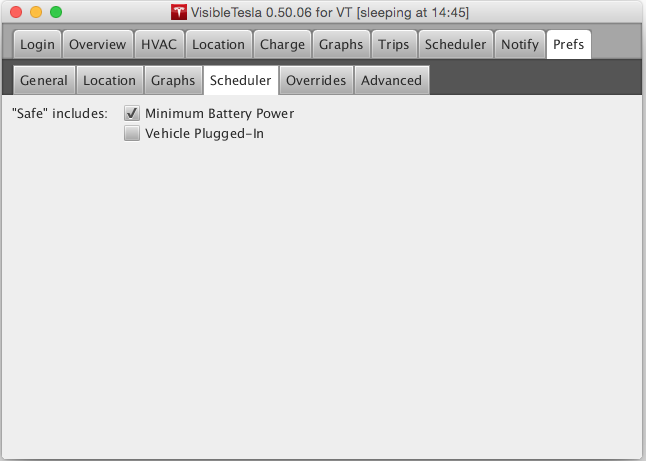 VisibleTesla 0.50.06 for VT [sleeping at 14:45]
Login Overview HVAC Location Charge Graphs Trips Scheduler Notify Prefs
General Location Graphs Scheduler Overrides Advanced
"Safe" includes: Minimum Battery Power
Vehicle Plugged-In